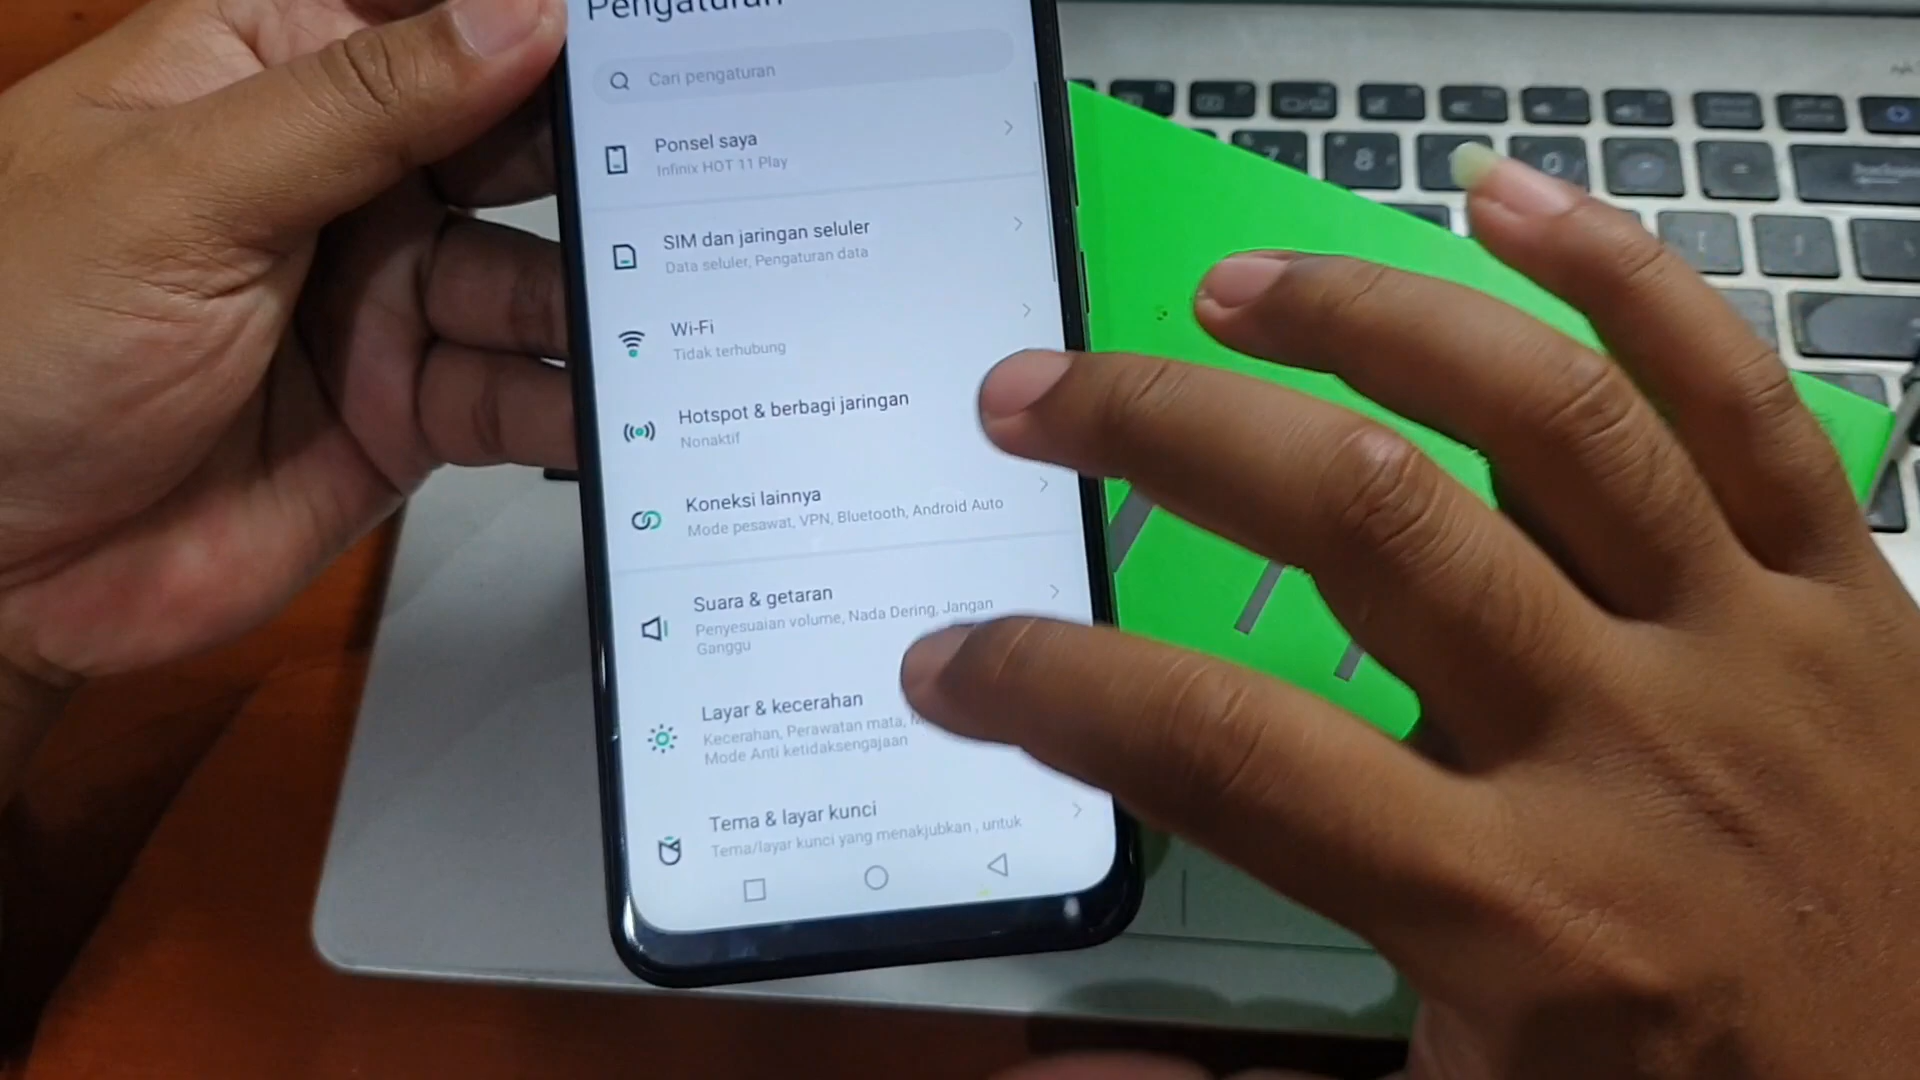 Pengaturan
Cari pengaturan
Ponsel saya
Infinix HOT 11 Play
SIM dan jaringan seluler
Data seluler, Pengaturan data
Wi-Fi
Tidak terhubung
Hotspot & berbagi jaringan
Nonaktif
Koneksi lainnya
Mode pesawat, VPN, Bluetooth, Android Auto
Suara & getaran
Penyesuaian volume, Nada Dering, Jangan
Ganggu
Layar & kecerahan
Kecerahan, Perawatan mata,
Mode Anti ketidaksengajaan
Tema & layar kunci
Tema/layar kunci yang menakjubkan , untuk
7 8 0